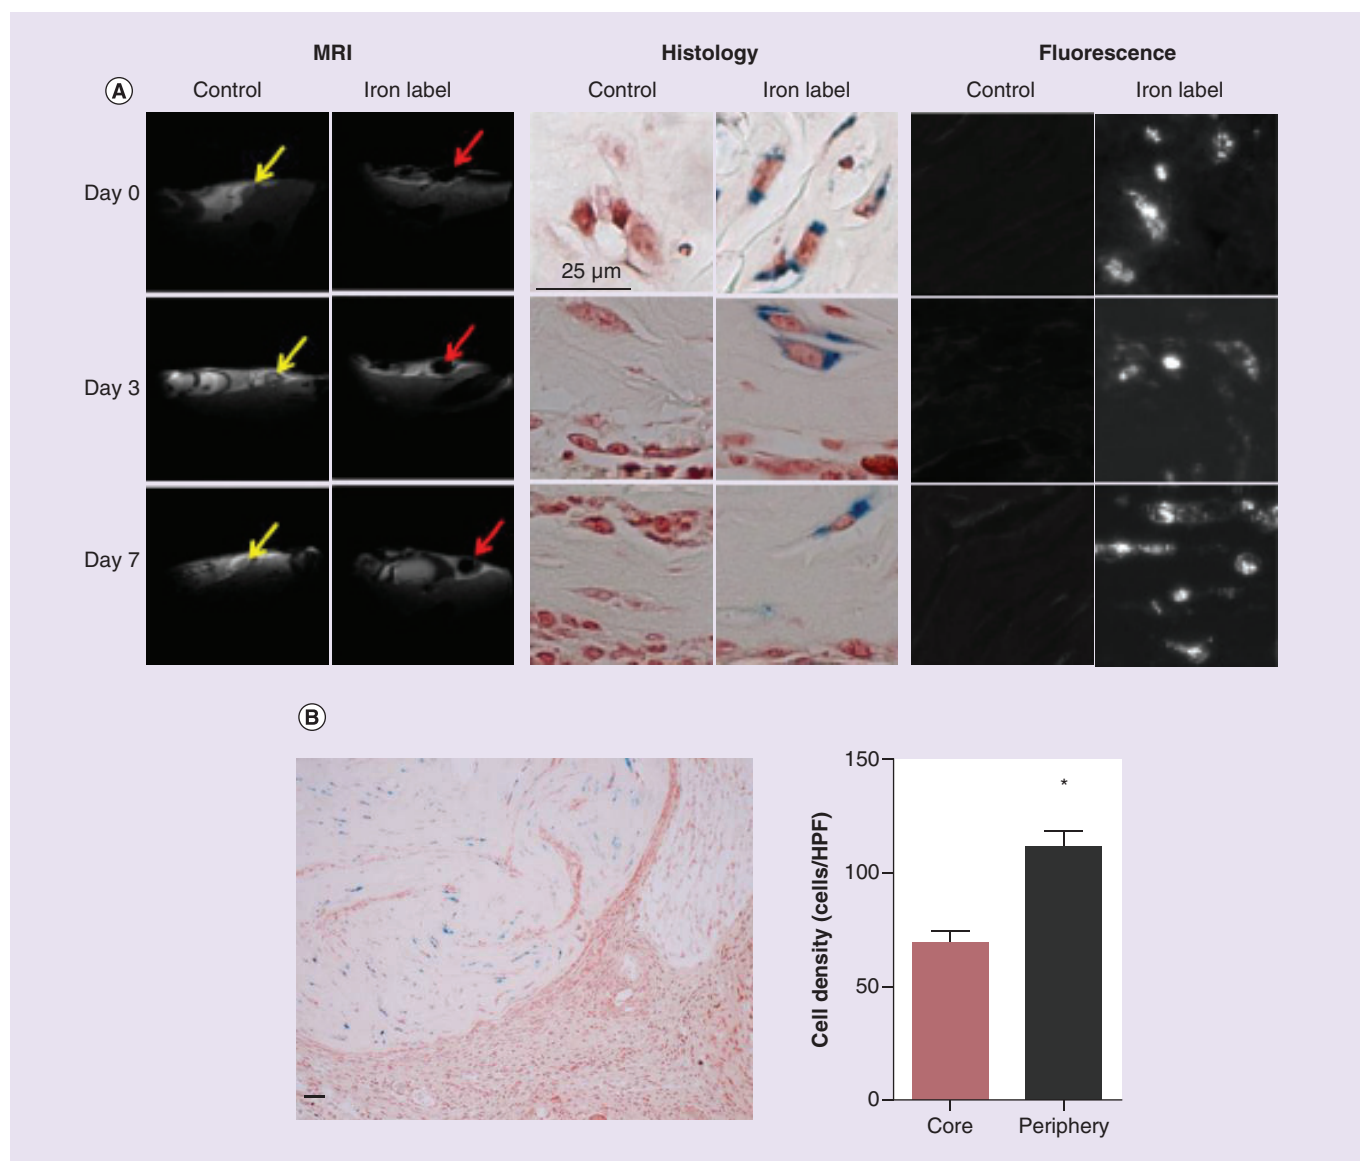 MRI Histology Fluorescence
A Control Iron label Control Iron label Control Iron label
Day 0
25 µm
Day 3
Day 7
B
150
*
100
50
0
Cell density (cells/HPF)
Core Periphery